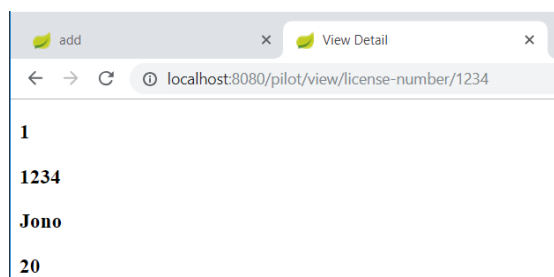 add × View Detail ×
localhost:8080/pilot/view/license-number/1234
1
1234
Jono
20